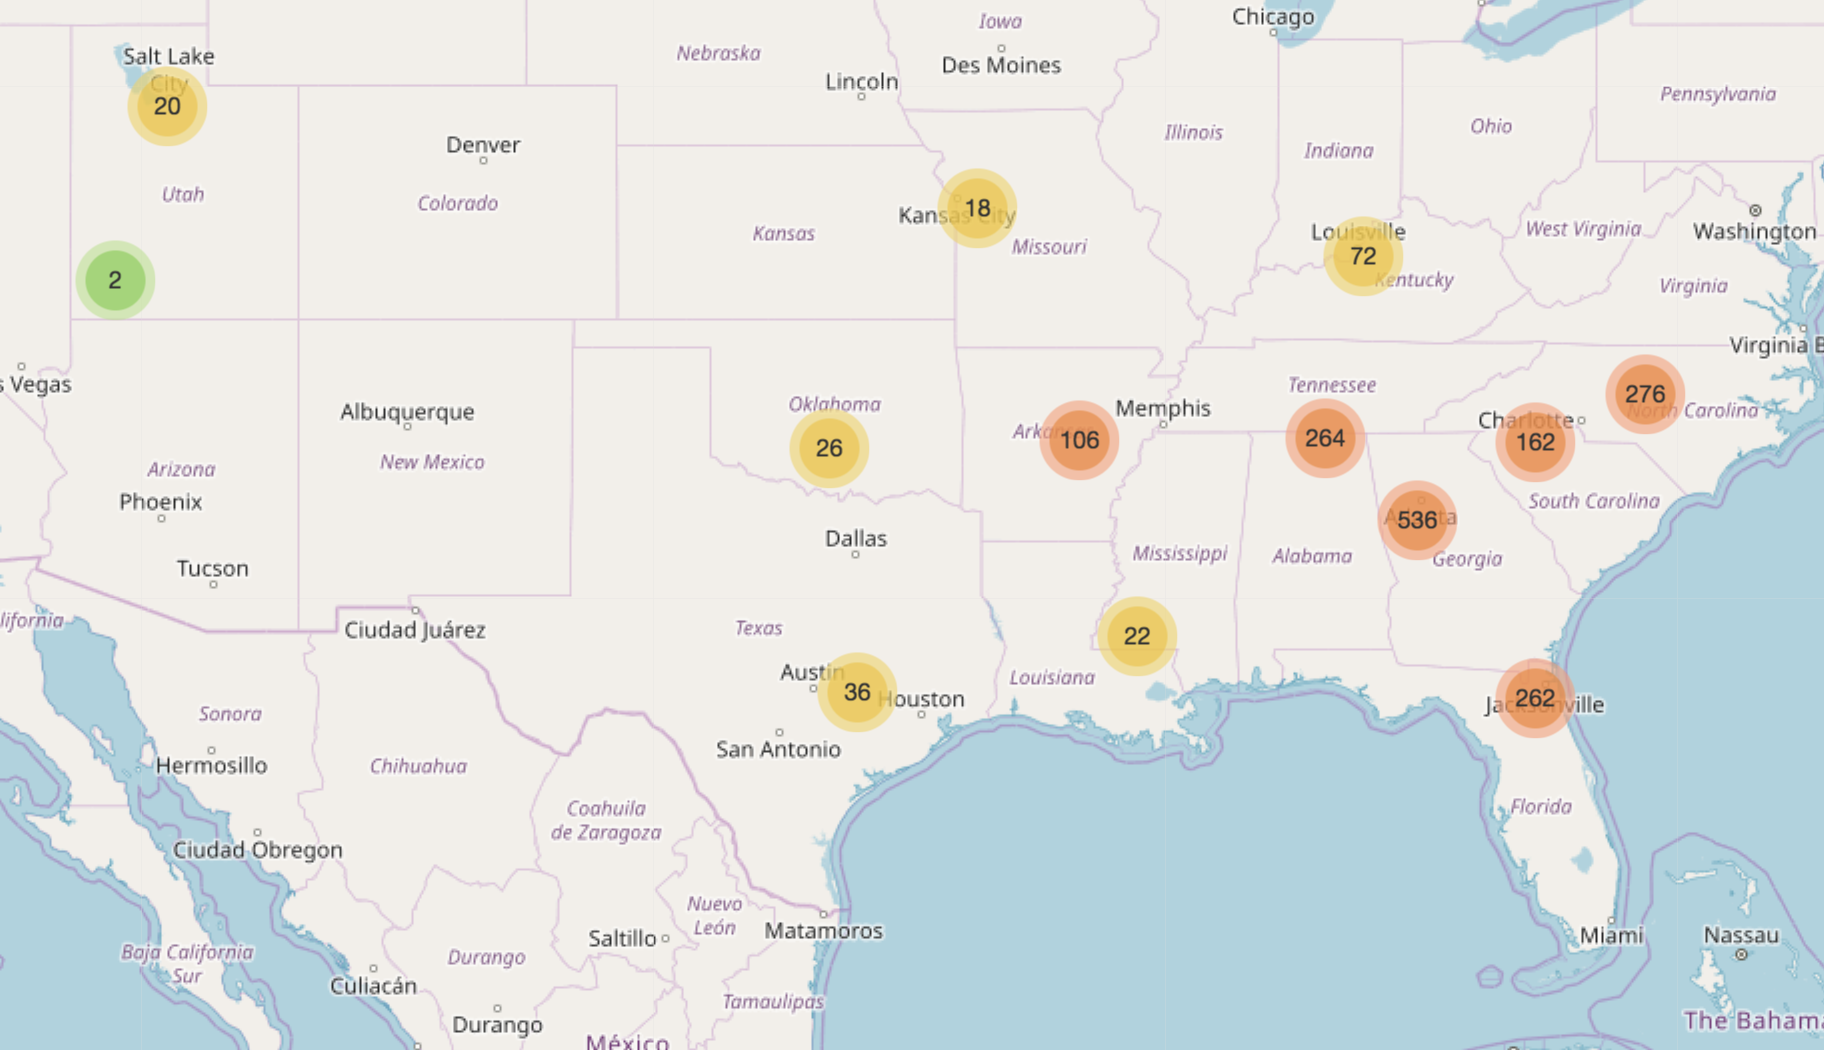 Iowa
Chicago
Salt Lake
City
20
Nebraska
Des Moines
Lincoln
Pennsylvania
Ohio
Illinois
Indiana
Denver
Utah
Colorado
Kansas
18
Kansas City
Missouri
Louisville
72
Kentucky
West Virginia
Washington
Virginia
2
Virginia B
s Vegas
Albuquerque
New Mexico
Oklahoma
26
Memphis
Arkansas
106
Tennessee
264
Charlotte
162
276
North Carolina
Arizona
Phoenix
Tucson
South Carolina
536
Atlanta
Georgia
Dallas
Mississippi
Alabama
lifornia
Ciudad Juárez
Texas
22
Louisiana
Austin
36
Houston
San Antonio
262
Jacksonville
Sonora
Hermosillo
Chihuahua
Coahuila
de Zaragoza
Florida
Ciudad Obregon
Nuevo
León
Matamoros
Saltillo
Miami
Nassau
Baja California
Sur
Durango
Culiacán
Tamaulipas
Durango
México
The Bahama